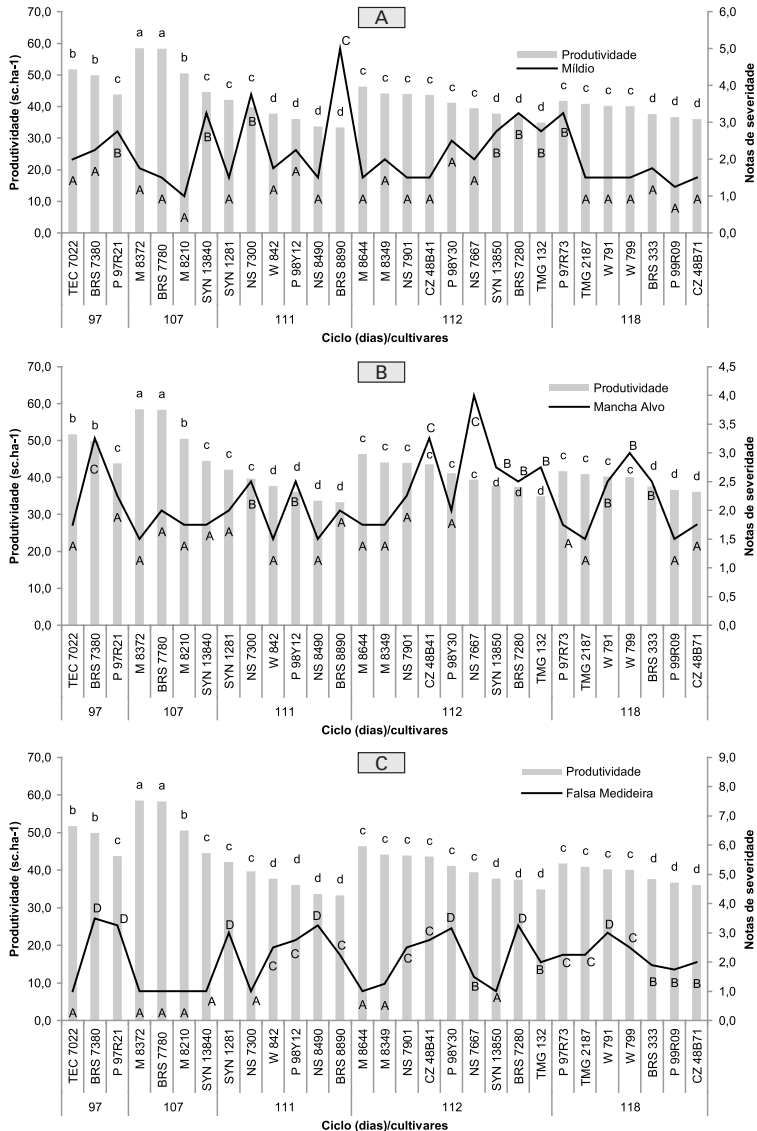 A
Produtividade
Míldio
Produtividade (sc.ha-1)
70,0
60,0
50,0
40,0
30,0
20,0
10,0
0,0
b b c a a b c c c d d d d c c c c c c d d d c c c c d d d
A A B A A A B A B A A A C A A A A A A B B B B A A A A A A
6,0
5,0
4,0
3,0
2,0
1,0
0,0
Notas de severidade
TEC 7022
BRS 7380
P 97R21
M 8372
BRS 7780
M 8210
SYN 13840
SYN 1281
NS 7300
W 842
P 98Y12
NS 8490
BRS 8890
M 8644
M 8349
NS 7901
CZ 48B41
P 98Y30
NS 7667
SYN 13850
BRS 7280
TMG 132
P 97R73
TMG 2187
W 791
W 799
BRS 333
P 99R09
CZ 48B71
97 107 111 112 118
Ciclo (dias)/cultivares
B
Produtividade
Mancha Alvo
Produtividade (sc.ha-1)
70,0
60,0
50,0
40,0
30,0
20,0
10,0
0,0
b b c a a b c c c d d d d c c c c c c d d d c c c c d d d
A C A A A A A A B A B A A A A A C A C B B B A A B B B A A
4,5
4,0
3,5
3,0
2,5
2,0
1,5
1,0
0,5
0,0
Notas de severidade
TEC 7022
BRS 7380
P 97R21
M 8372
BRS 7780
M 8210
SYN 13840
SYN 1281
NS 7300
W 842
P 98Y12
NS 8490
BRS 8890
M 8644
M 8349
NS 7901
CZ 48B41
P 98Y30
NS 7667
SYN 13850
BRS 7280
TMG 132
P 97R73
TMG 2187
W 791
W 799
BRS 333
P 99R09
CZ 48B71
97 107 111 112 118
Ciclo (dias)/cultivares
C
Produtividade
Falsa Medideira
Produtividade (sc.ha-1)
70,0
60,0
50,0
40,0
30,0
20,0
10,0
0,0
b b c a a b c c c d d d d c c c c c c d d d c c c c d d d
A D D A A A A D A C C D C A A C C D B A D B C C D C B B B
9,0
8,0
7,0
6,0
5,0
4,0
3,0
2,0
1,0
0,0
Notas de severidade
TEC 7022
BRS 7380
P 97R21
M 8372
BRS 7780
M 8210
SYN 13840
SYN 1281
NS 7300
W 842
P 98Y12
NS 8490
BRS 8890
M 8644
M 8349
NS 7901
CZ 48B41
P 98Y30
NS 7667
SYN 13850
BRS 7280
TMG 132
P 97R73
TMG 2187
W 791
W 799
BRS 333
P 99R09
CZ 48B71
97 107 111 112 118
Ciclo (dias)/cultivares